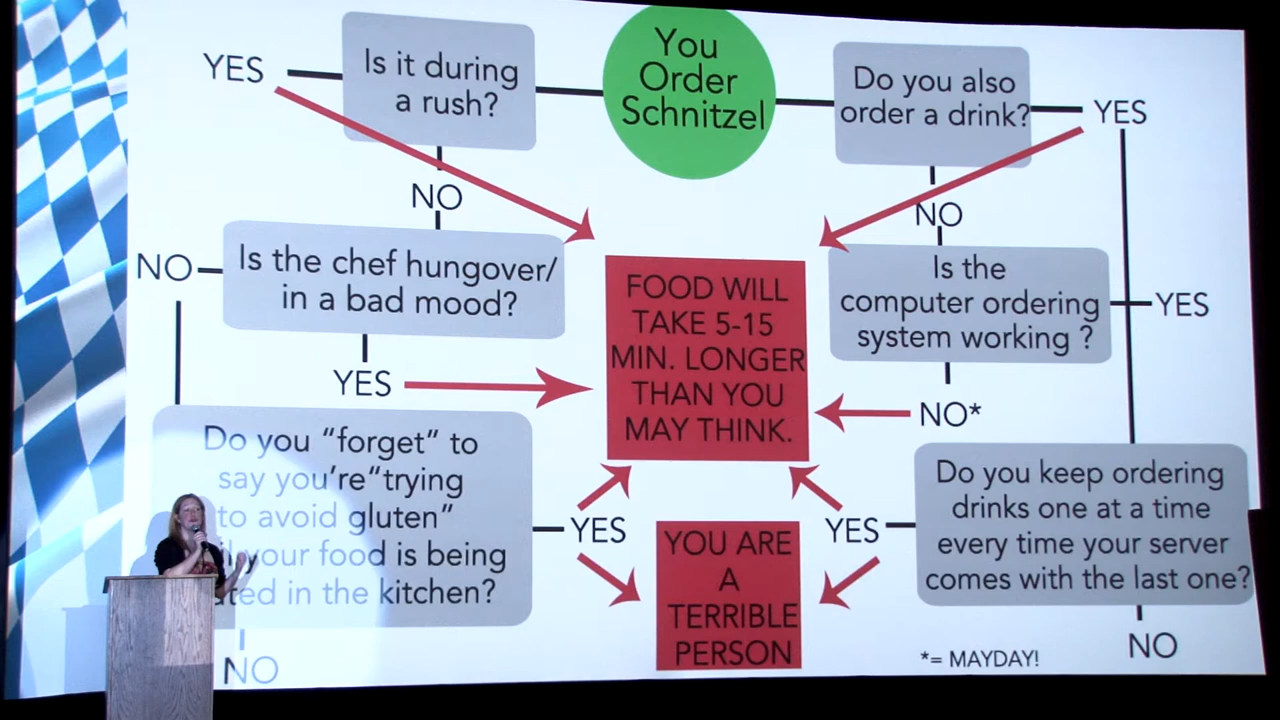 You
Order
Schnitzel
YES
Is it during
a rush?
Do you also
order a drink?
YES
NO
NO
NO
Is the chef hungover/
in a bad mood?
FOOD WILL
TAKE 5-15
MIN. LONGER
THAN YOU
MAY THINK.
Is the
computer ordering
system working ?
YES
YES
NO*
Do you “forget” to
say you’re“trying
to avoid gluten”
your food is being
in the kitchen?
YES
YOU ARE
A
TERRIBLE
PERSON
YES
Do you keep ordering
drinks one at a time
every time your server
comes with the last one?
NO
*= MAYDAY!
NO